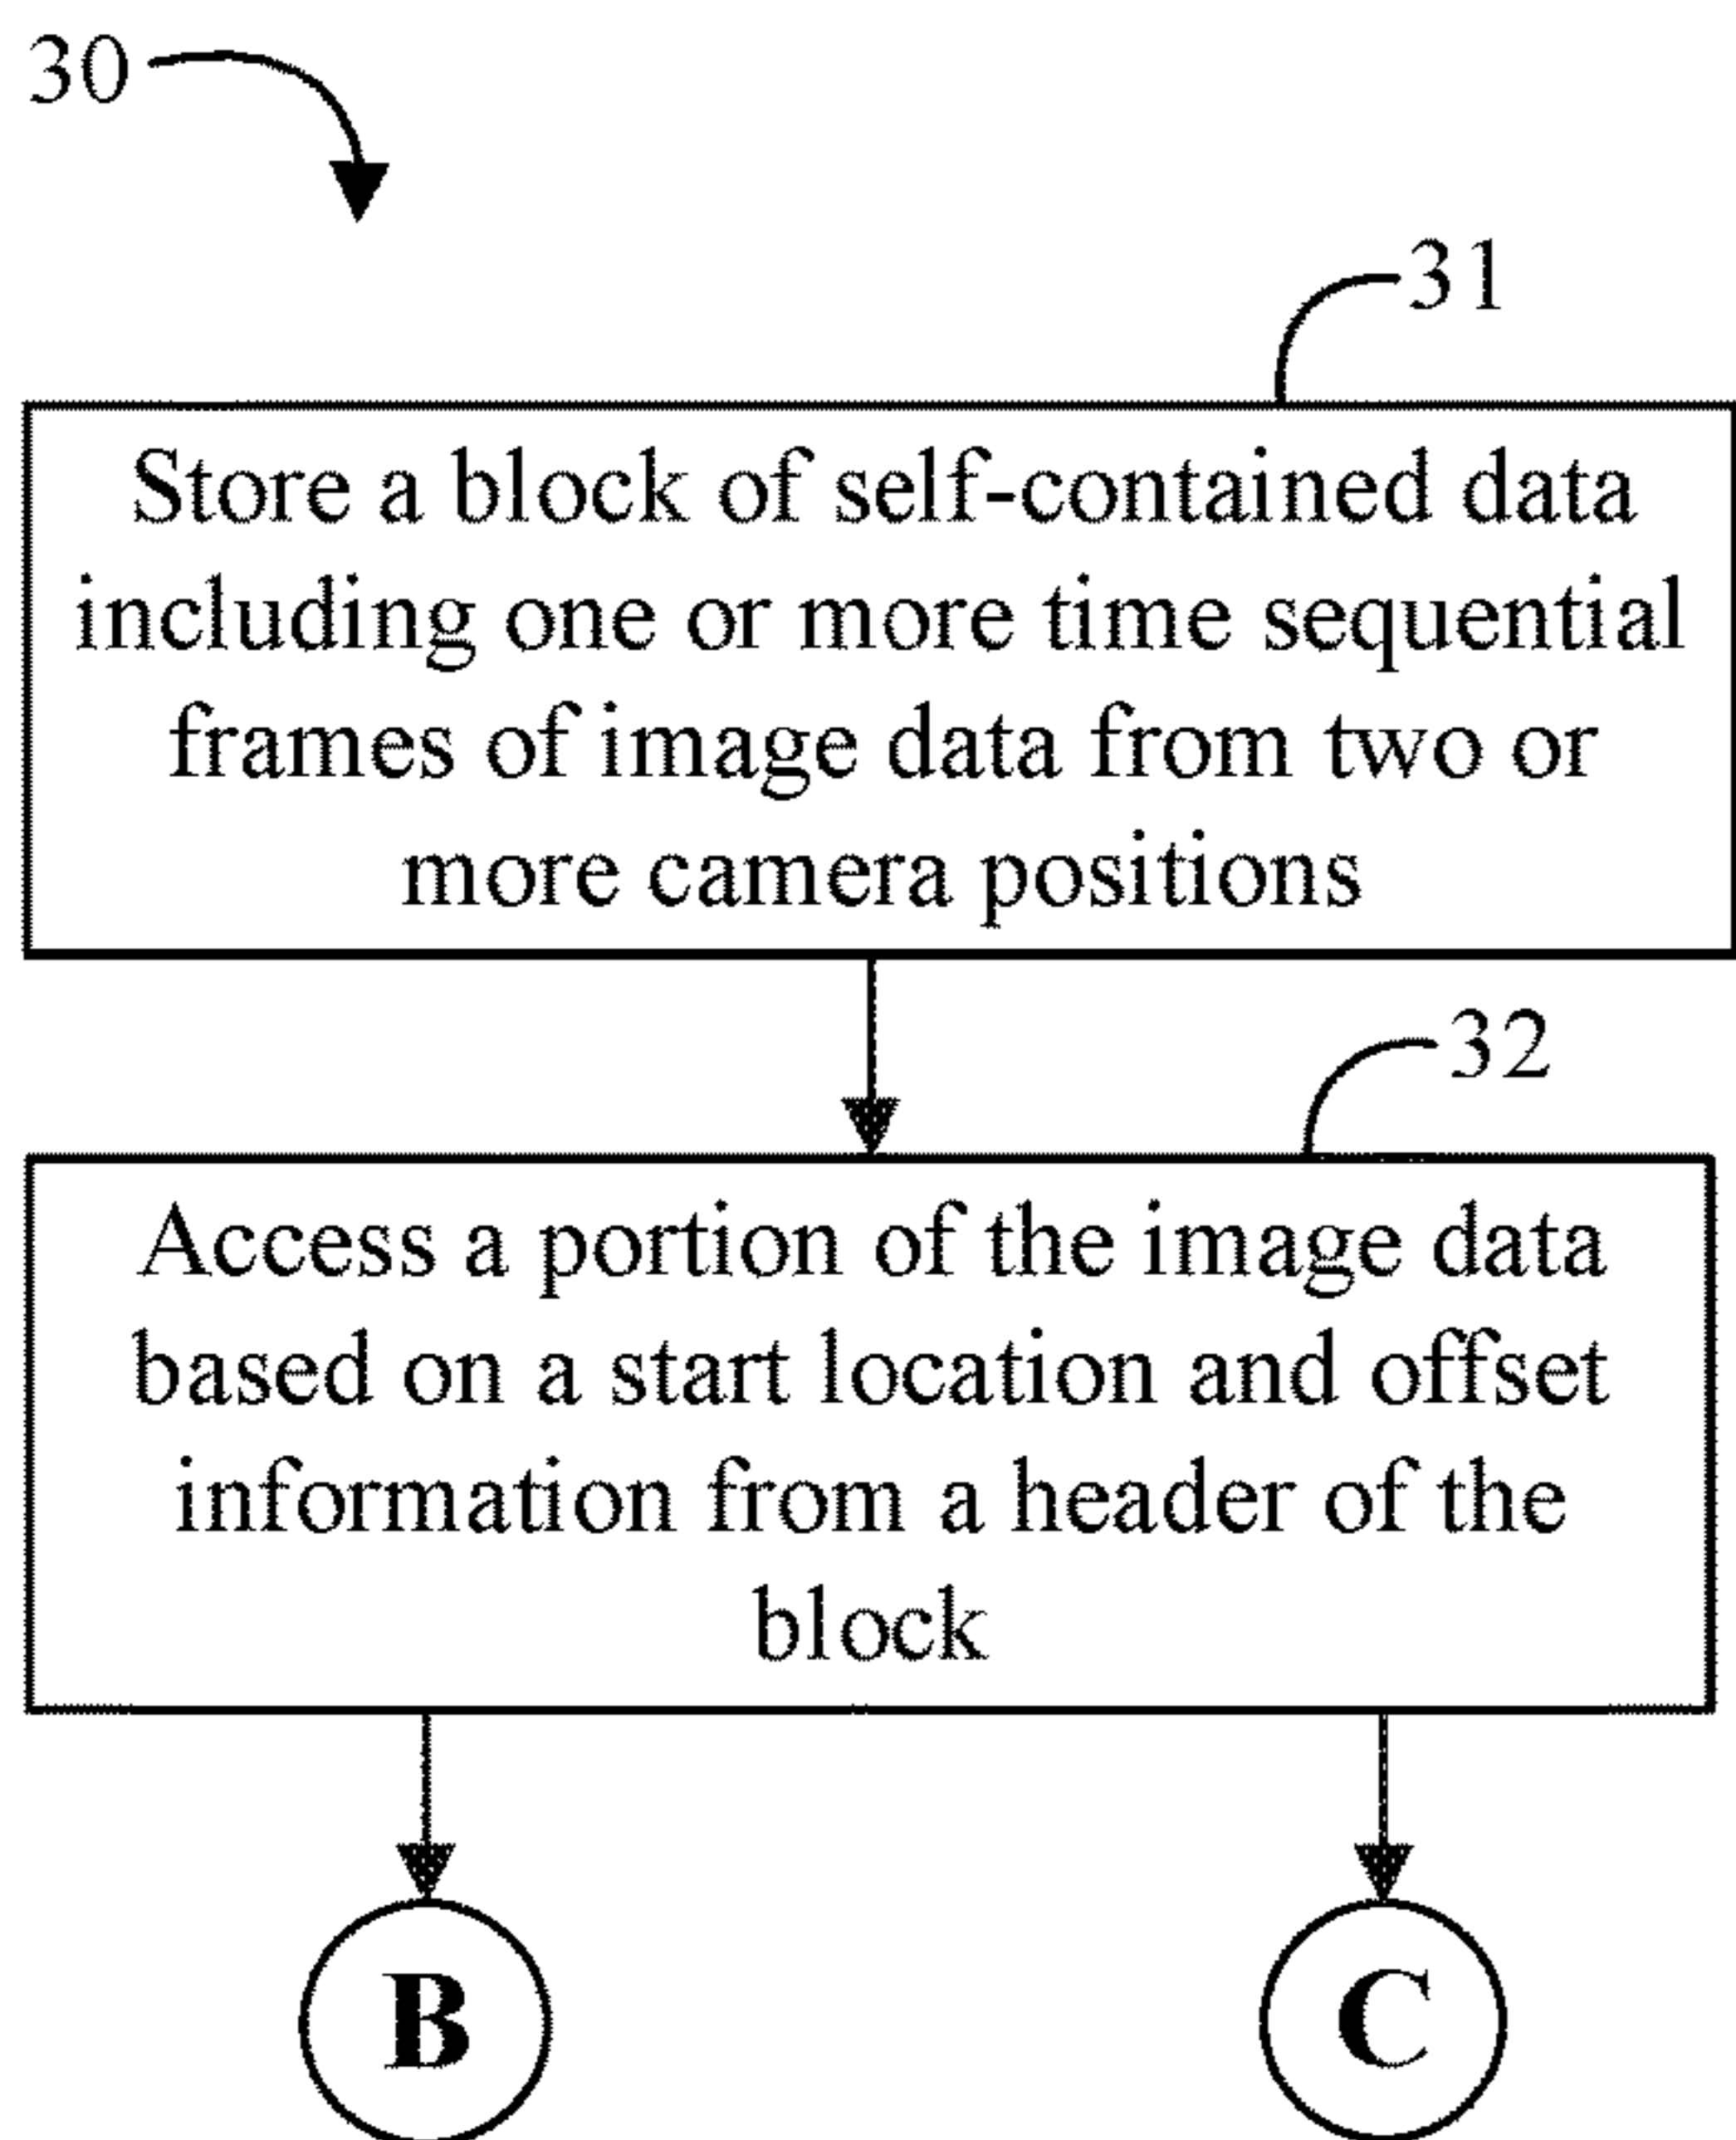 30
31
Store a block of self-contained data
including one or more time sequential
frames of image data from two or
more camera positions
32
Access a portion of the image data
based on a start location and offset
information from a header of the
block
B
C